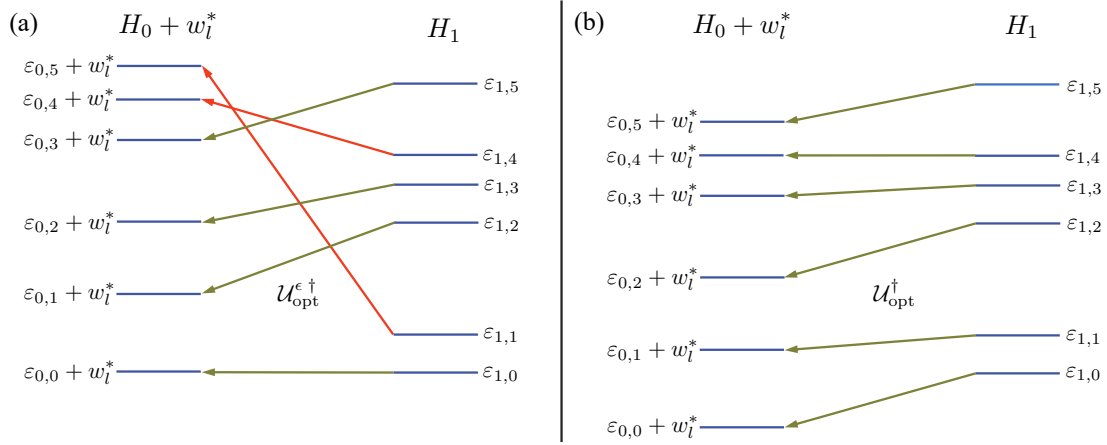 (a)
H_0 + w_l^*
H_1
ε_{0,5} + w_l^*
ε_{0,4} + w_l^*
ε_{0,3} + w_l^*
ε_{0,2} + w_l^*
ε_{0,1} + w_l^*
ε_{0,0} + w_l^*
ε_{1,5}
ε_{1,4}
ε_{1,3}
ε_{1,2}
ε_{1,1}
ε_{1,0}
𝒰_{opt}^{ϵ †}
(b)
H_0 + w_l^*
H_1
ε_{0,5} + w_l^*
ε_{0,4} + w_l^*
ε_{0,3} + w_l^*
ε_{0,2} + w_l^*
ε_{0,1} + w_l^*
ε_{0,0} + w_l^*
ε_{1,5}
ε_{1,4}
ε_{1,3}
ε_{1,2}
ε_{1,1}
ε_{1,0}
𝒰_{opt}^†